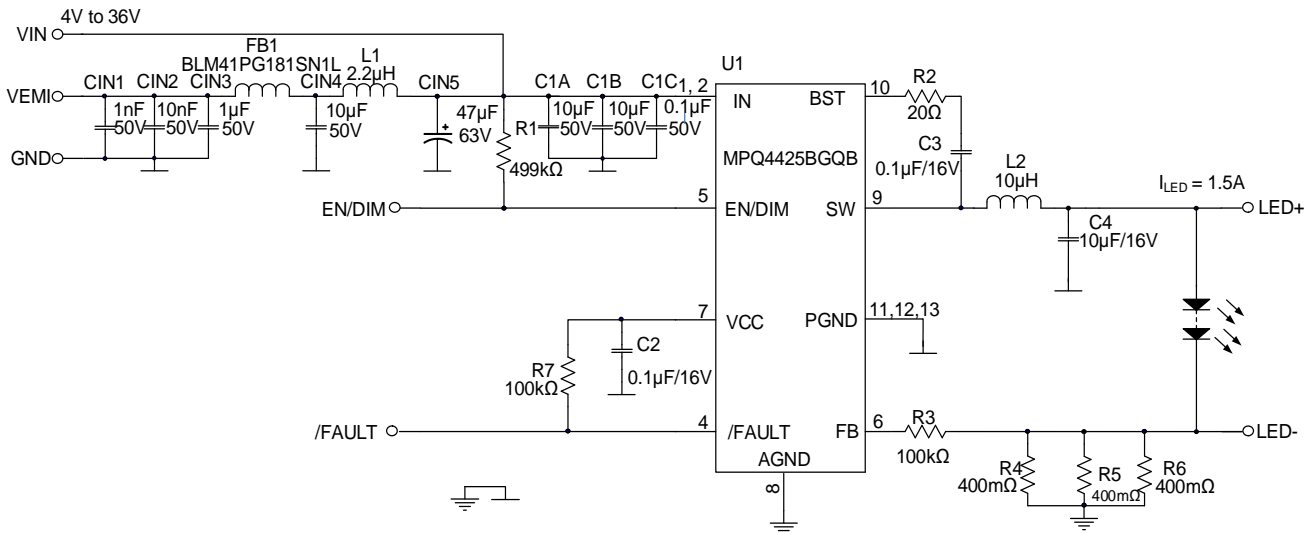 4V to 36V
VIN
FB1
BLM41PG181SN1L
L1
2.2µH
U1
VEMI
CIN1
CIN2
CIN3
CIN4
CIN5
C1A
C1B
C1C
1, 2
1nF
50V
10nF
50V
1µF
50V
10µF
50V
47µF
63V
R1
499kΩ
10µF
50V
10µF
50V
0.1µF
50V
GND
IN
BST
10
R2
20Ω
MPQ4425BGQB
C3
0.1µF/16V
L2
10µH
ILED = 1.5A
EN/DIM
5
EN/DIM
SW
9
LED+
C4
10µF/16V
7
VCC
PGND
11,12,13
C2
0.1µF/16V
R7
100kΩ
/FAULT
4
/FAULT
FB
6
R3
100kΩ
LED-
AGND
8
R4
400mΩ
R5
400mΩ
R6
400mΩ